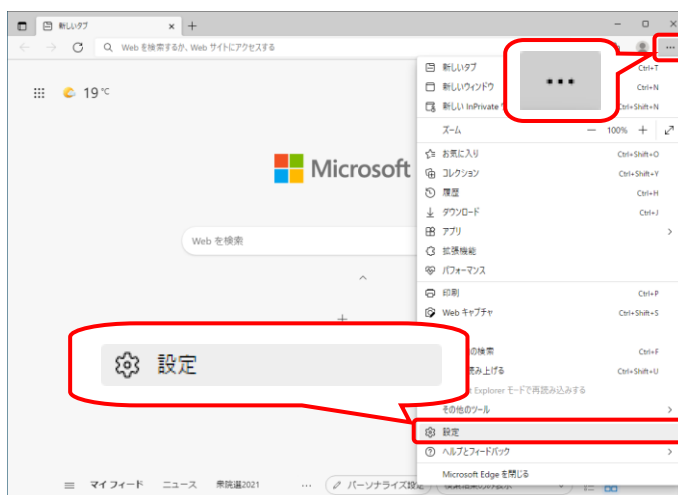 新しいタブ
Web を検索するか、Web サイトにアクセスする
19 °C
Microsoft
Web を検索
新しいタブ Ctrl+T
新しいウィンドウ Ctrl+N
新しい InPrivate Ctrl+Shift+N
ズーム 100%
お気に入り Ctrl+Shift+O
コレクション Ctrl+Shift+Y
履歴 Ctrl+H
ダウンロード Ctrl+J
アプリ
拡張機能
パフォーマンス
印刷 Ctrl+P
Web キャプチャ Ctrl+Shift+S
の検索 Ctrl+F
読み上げる Ctrl+Shift+U
Explorer モードで再読み込みする
その他のツール
設定
設定
ヘルプとフィードバック
Microsoft Edge を閉じる
マイ フィード ニュース 衆院選2021 ... パーソナライズ設定